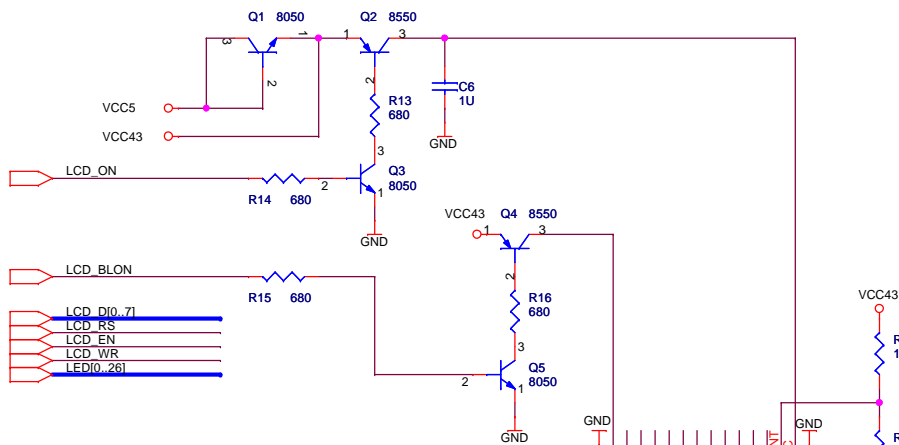 Q1 8050
Q2 8550
3
1
1
3
2
2
C6
1U
R13
680
VCC5
VCC43
GND
3
LCD_ON
Q3
8050
2
1
R14 680
GND
VCC43
Q4 8550
1
3
2
LCD_BLON
R15 680
R16
680
VCC43
LCD_D[0..7]
LCD_RS
LCD_EN
LCD_WR
LED[0..26]
3
Q5
8050
2
1
R
1
GND
GND
GND
NT
R